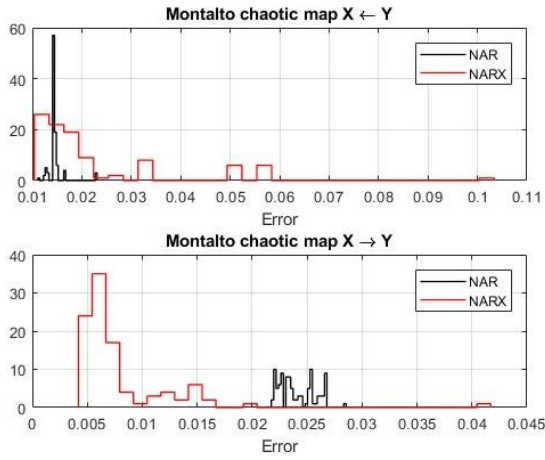 Montalto chaotic map X ← Y
60
40
20
0
NAR
NARX
0.01 0.02 0.03 0.04 0.05 0.06 0.07 0.08 0.09 0.1 0.11
Error
Montalto chaotic map X → Y
40
30
20
10
0
NAR
NARX
0 0.005 0.01 0.015 0.02 0.025 0.03 0.035 0.04 0.045
Error